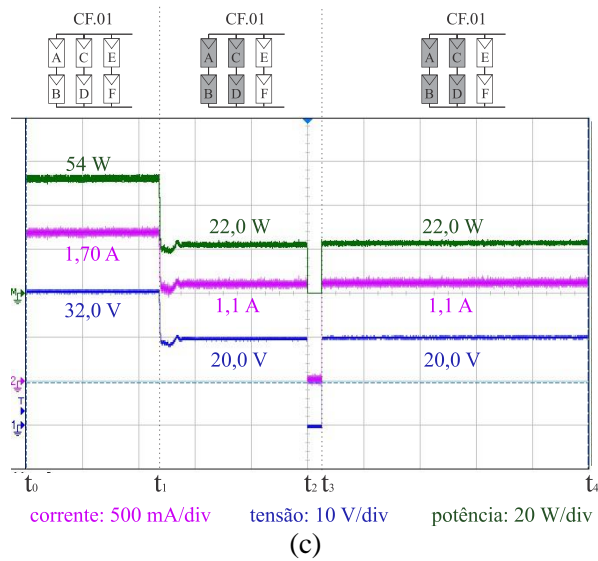 CF.01 CF.01 CF.01
A C E A C E A C E
B D F B D F B D F
54 W
22,0 W 22,0 W
1,70 A
M
32,0 V 1,1 A 1,1 A
20,0 V 20,0 V
2
T
1
t0 t1 t2 t3 t4
corrente: 500 mA/div tensão: 10 V/div potência: 20 W/div
(c)